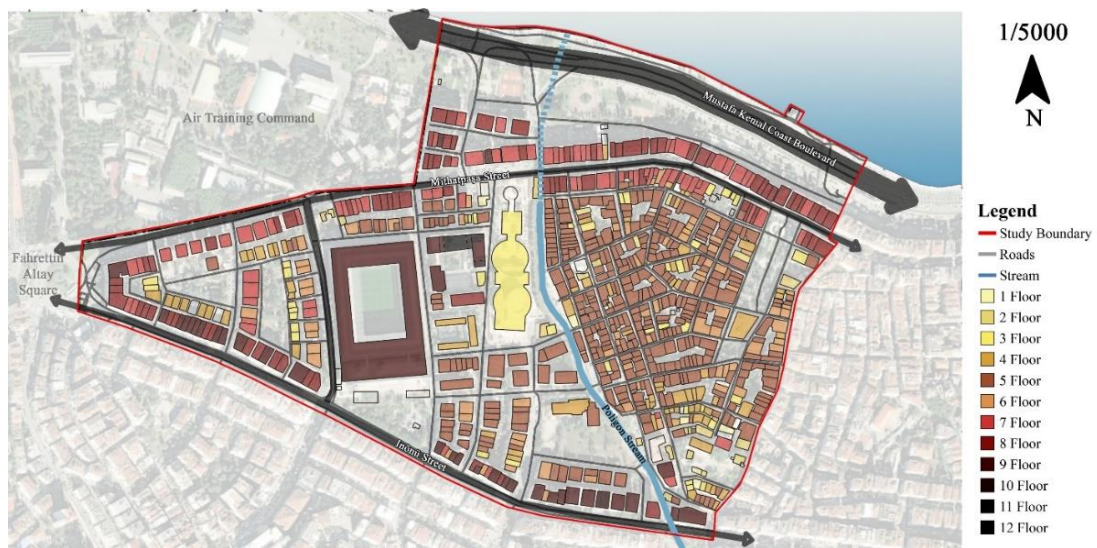 1/5000
N
Air Training Command
Mustafa Kemal Coast Boulevard
Mithatpaşa Street
Fahrettin
Altay
Square
Poligon Stream
İnönü Street
Legend
Study Boundary
Roads
Stream
1 Floor
2 Floor
3 Floor
4 Floor
5 Floor
6 Floor
7 Floor
8 Floor
9 Floor
10 Floor
11 Floor
12 Floor